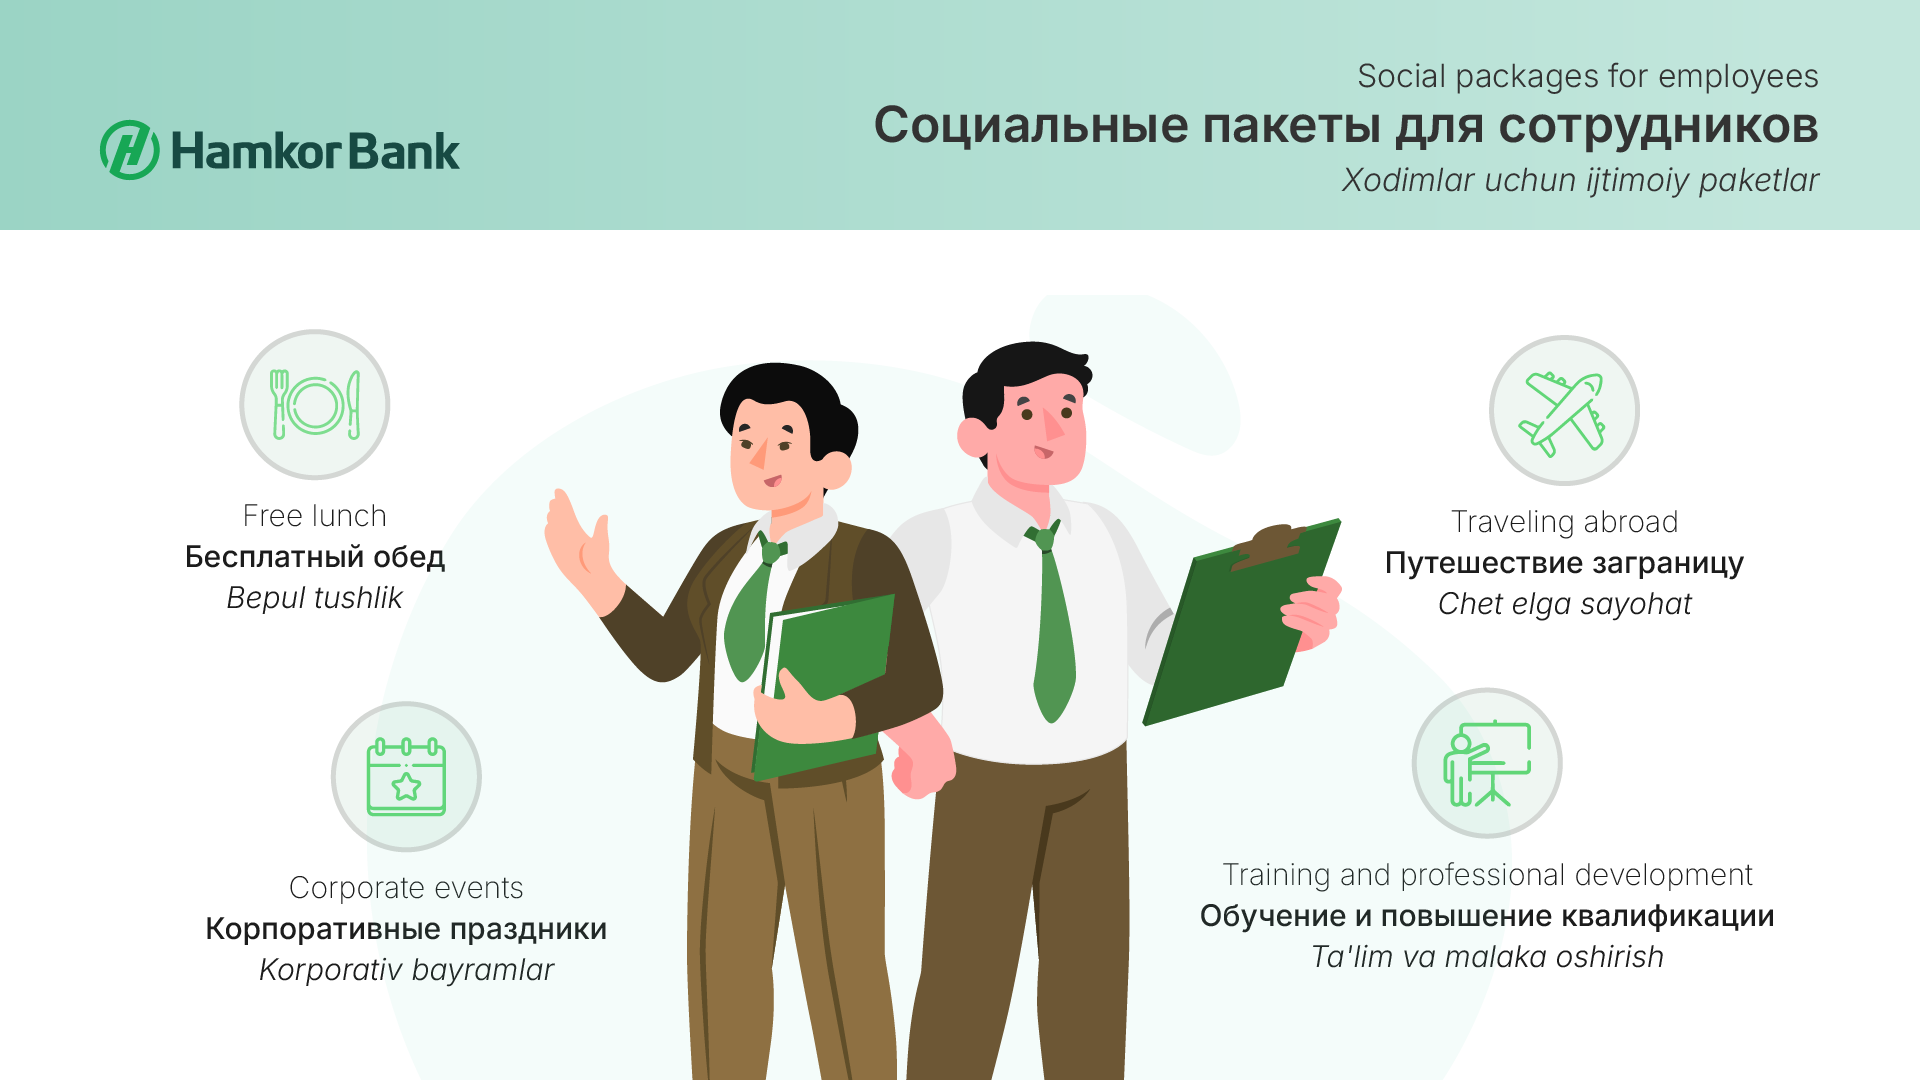 Hamkor Bank
Social packages for employees
Социальные пакеты для сотрудников
Xodimlar uchun ijtimoiy paketlar
Free lunch
Бесплатный обед
Bepul tushlik
Traveling abroad
Путешествие заграницу
Chet elga sayohat
Corporate events
Корпоративные праздники
Korporativ bayramlar
Training and professional development
Обучение и повышение квалификации
Ta'lim va malaka oshirish